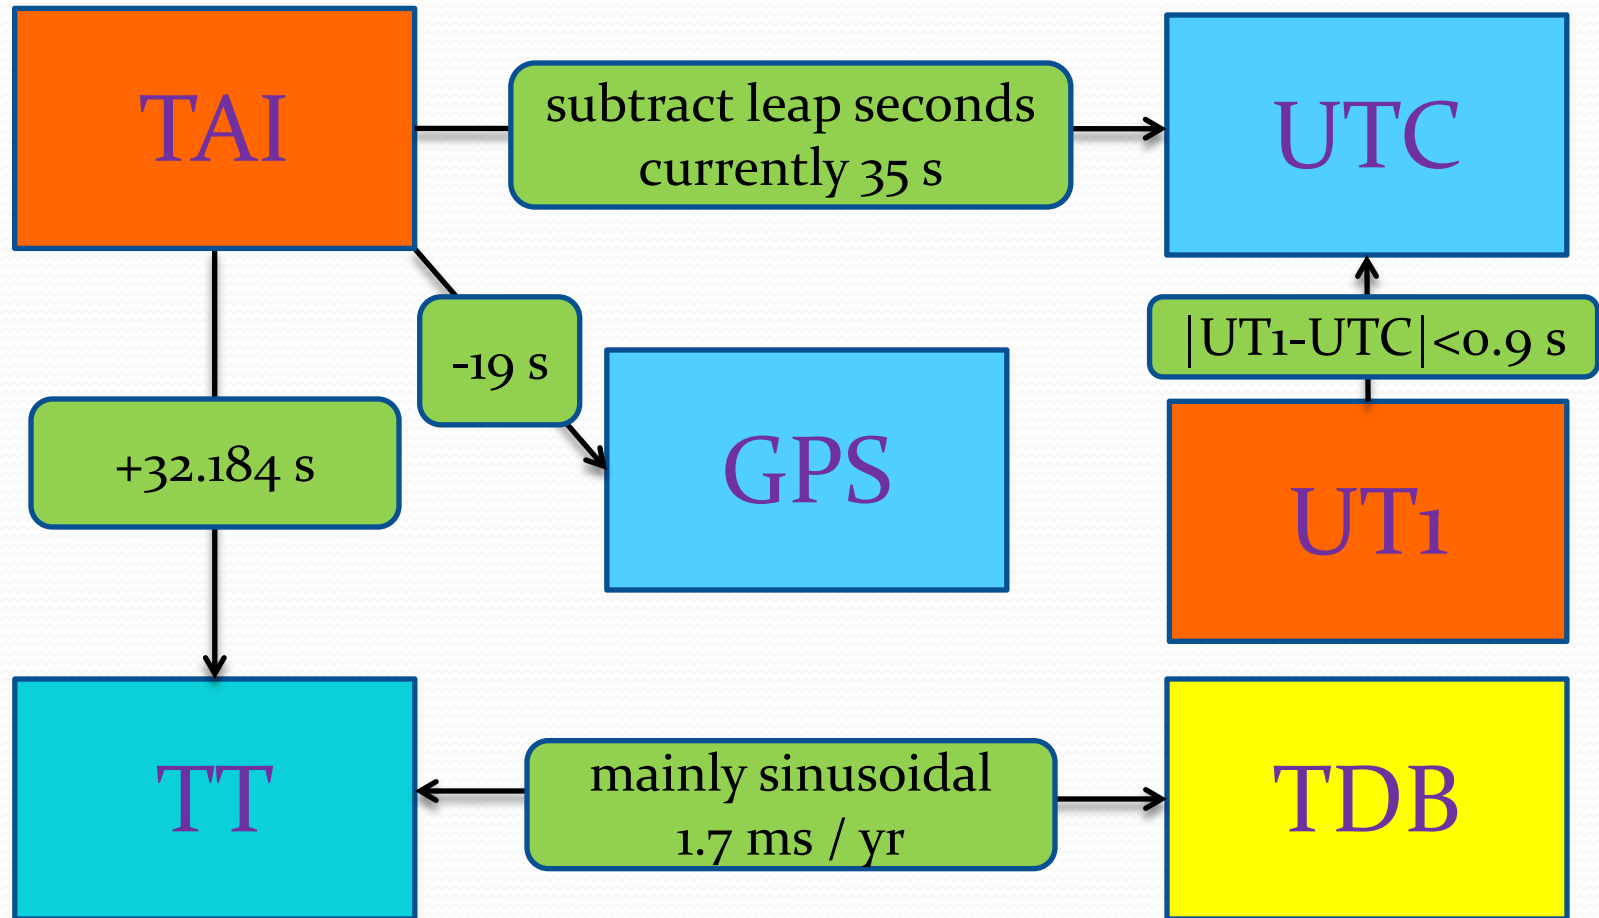 TAI
subtract leap seconds
currently 35 s
UTC
-19 s
|UT1-UTC|<0.9 s
+32.184 s
GPS
UT1
TT
mainly sinusoidal
1.7 ms / yr
TDB